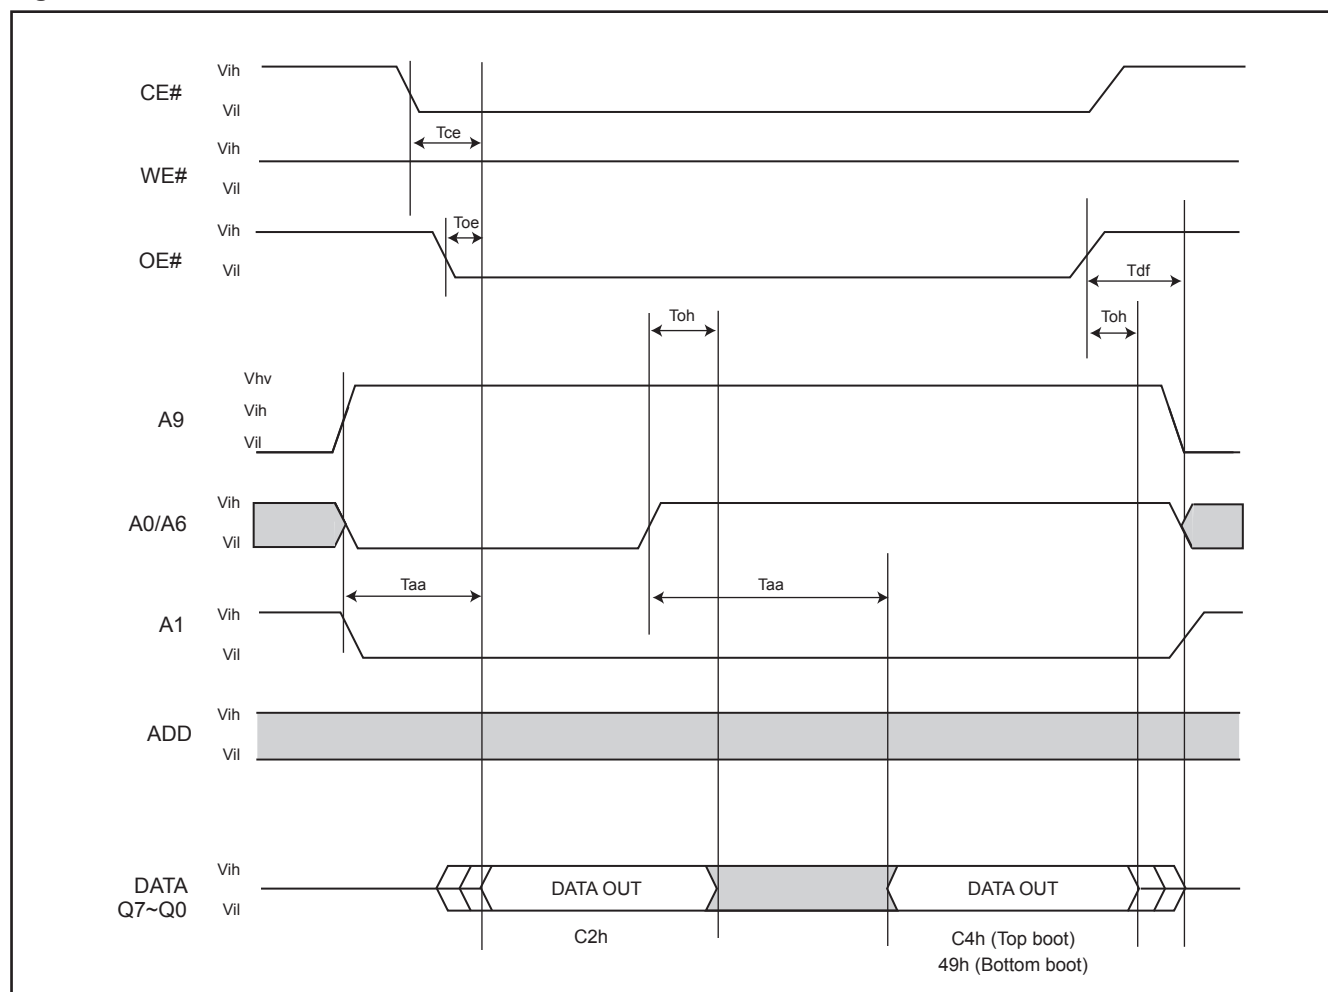 Vih
CE#
Vil
Tce
Vih
WE#
Vil
Toe
Vih
OE#
Vil
Tdf
Toh
Toh
Vhv
A9
Vih
Vil
Vih
A0/A6
Vil
Taa
Taa
Vih
A1
Vil
Vih
ADD
Vil
Vih
DATA
Q7~Q0
Vil
DATA OUT
DATA OUT
C2h
C4h (Top boot)
49h (Bottom boot)